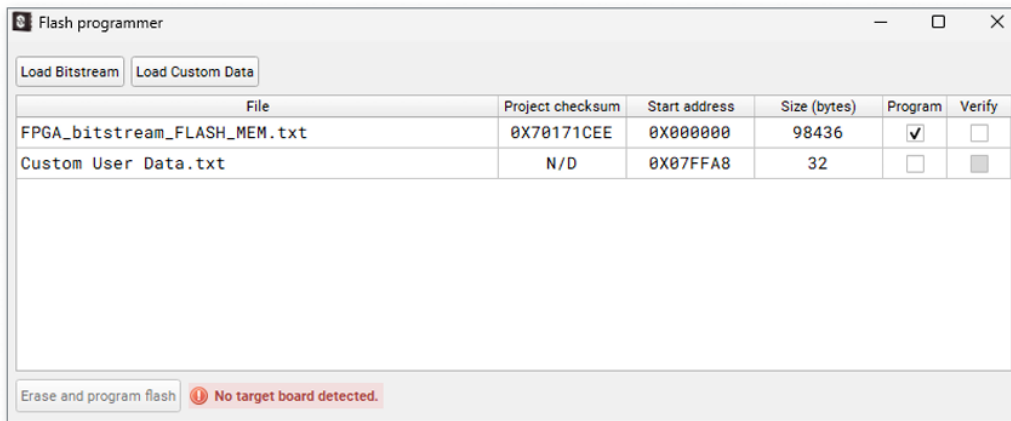 Flash programmer
Load Bitstream Load Custom Data
File Project checksum Start address Size (bytes) Program Verify
FPGA_bitstream_FLASH_MEM.txt 0X70171CEE 0X000000 98436
Custom User Data.txt N/D 0X07FFA8 32
Erase and program flash No target board detected.